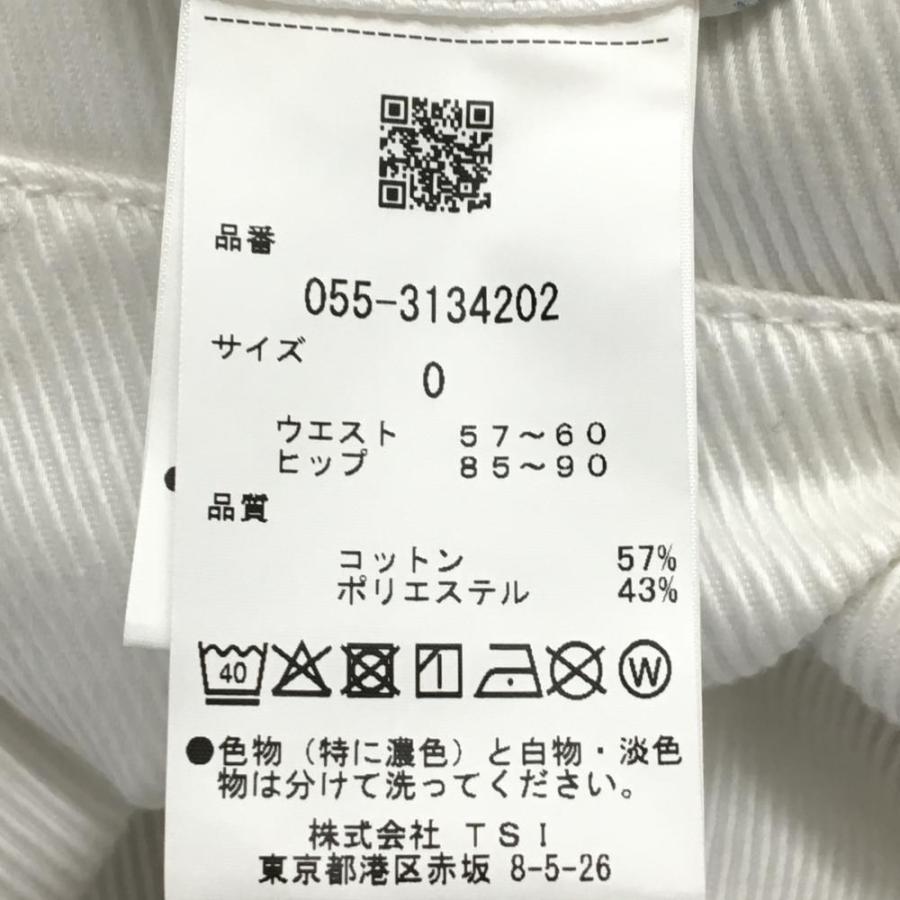 品番
055-3134202
サイズ
0
ウエスト 57～60
ヒップ 85～90
品質
コットン 57%
ポリエステル 43%
40 W
●色物（特に濃色）と白物・淡色
物は分けて洗ってください。
株式会社 TSI
東京都港区赤坂 8-5-26